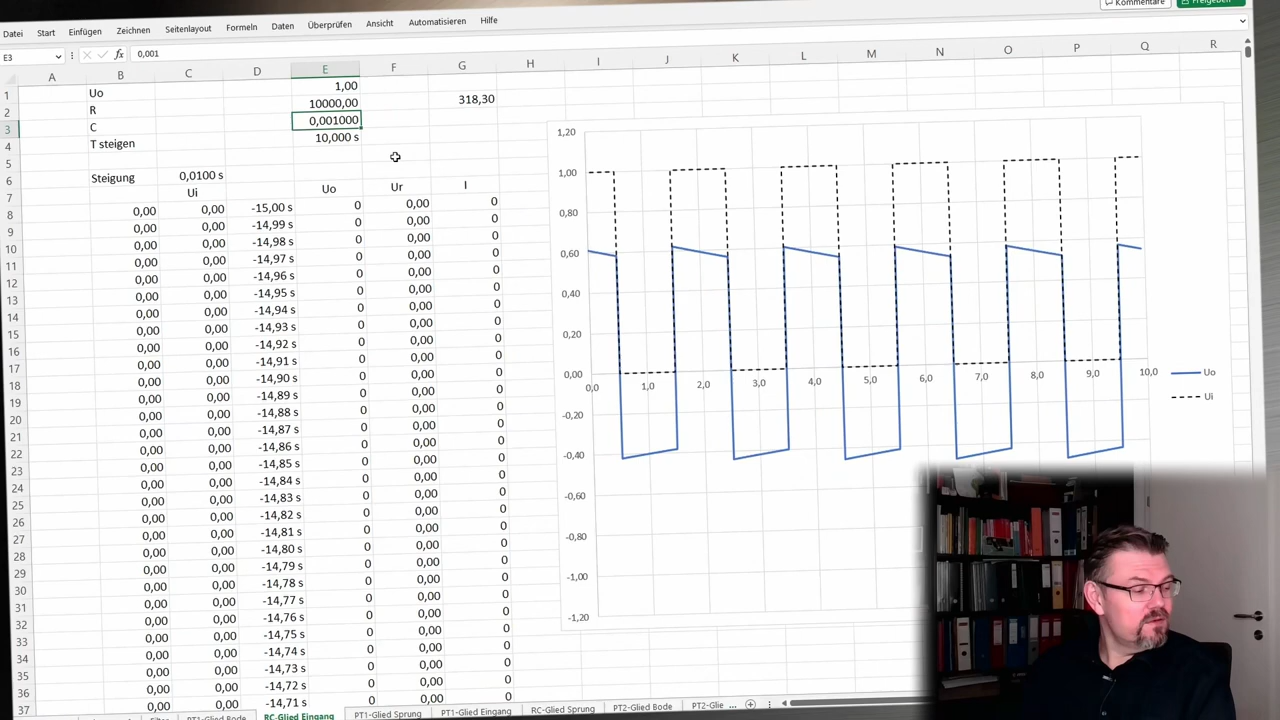 Kommentare
Freigeben
Datei Start Einfügen Zeichnen Seitenlayout Formeln Daten Überprüfen Ansicht Automatisieren Hilfe
E3 fx 0,001
A B C D E F G H I J K L M N O P Q R
1 Uo 1,00
2 R 10000,00 318,30
3 C 0,001000
4 T steigen 10,000 s
5
6 Steigung 0,0100 s
7 Ui Uo Ur I
8 0,00 0,00 -15,00 s 0 0,00 0
9 0,00 0,00 -14,99 s 0 0,00 0
10 0,00 0,00 -14,98 s 0 0,00 0
11 0,00 0,00 -14,97 s 0 0,00 0
12 0,00 0,00 -14,96 s 0 0,00 0
13 0,00 0,00 -14,95 s 0 0,00 0
14 0,00 0,00 -14,94 s 0 0,00 0
15 0,00 0,00 -14,93 s 0 0,00 0
16 0,00 0,00 -14,92 s 0 0,00 0
17 0,00 0,00 -14,91 s 0 0,00 0
18 0,00 0,00 -14,90 s 0 0,00 0
19 0,00 0,00 -14,89 s 0 0,00 0
20 0,00 0,00 -14,88 s 0 0,00 0
21 0,00 0,00 -14,87 s 0 0,00 0
22 0,00 0,00 -14,86 s 0 0,00 0
23 0,00 0,00 -14,85 s 0 0,00 0
24 0,00 0,00 -14,84 s 0 0,00 0
25 0,00 0,00 -14,83 s 0 0,00 0
26 0,00 0,00 -14,82 s 0 0,00 0
27 0,00 0,00 -14,81 s 0 0,00 0
28 0,00 0,00 -14,80 s 0 0,00 0
29 0,00 0,00 -14,79 s 0 0,00 0
30 0,00 0,00 -14,78 s 0 0,00 0
31 0,00 0,00 -14,77 s 0 0,00 0
32 0,00 0,00 -14,76 s 0 0,00 0
33 0,00 0,00 -14,75 s 0 0,00 0
34 0,00 0,00 -14,74 s 0 0,00 0
35 0,00 0,00 -14,73 s 0 0,00 0
36 0,00 0,00 -14,72 s 0 0,00 0
37 0,00 0,00 -14,71 s 0 0,00 0
1,20
1,00
0,80
0,60
0,40
0,20
0,00
0,0 1,0 2,0 3,0 4,0 5,0 6,0 7,0 8,0 9,0 10,0
-0,20
-0,40
-0,60
-0,80
-1,00
-1,20
Uo
Ui
PT1-Glied Bode RC-Glied Eingang PT1-Glied Sprung PT1-Glied Eingang RC-Glied Sprung PT2-Glied Bode PT2-Glie ...